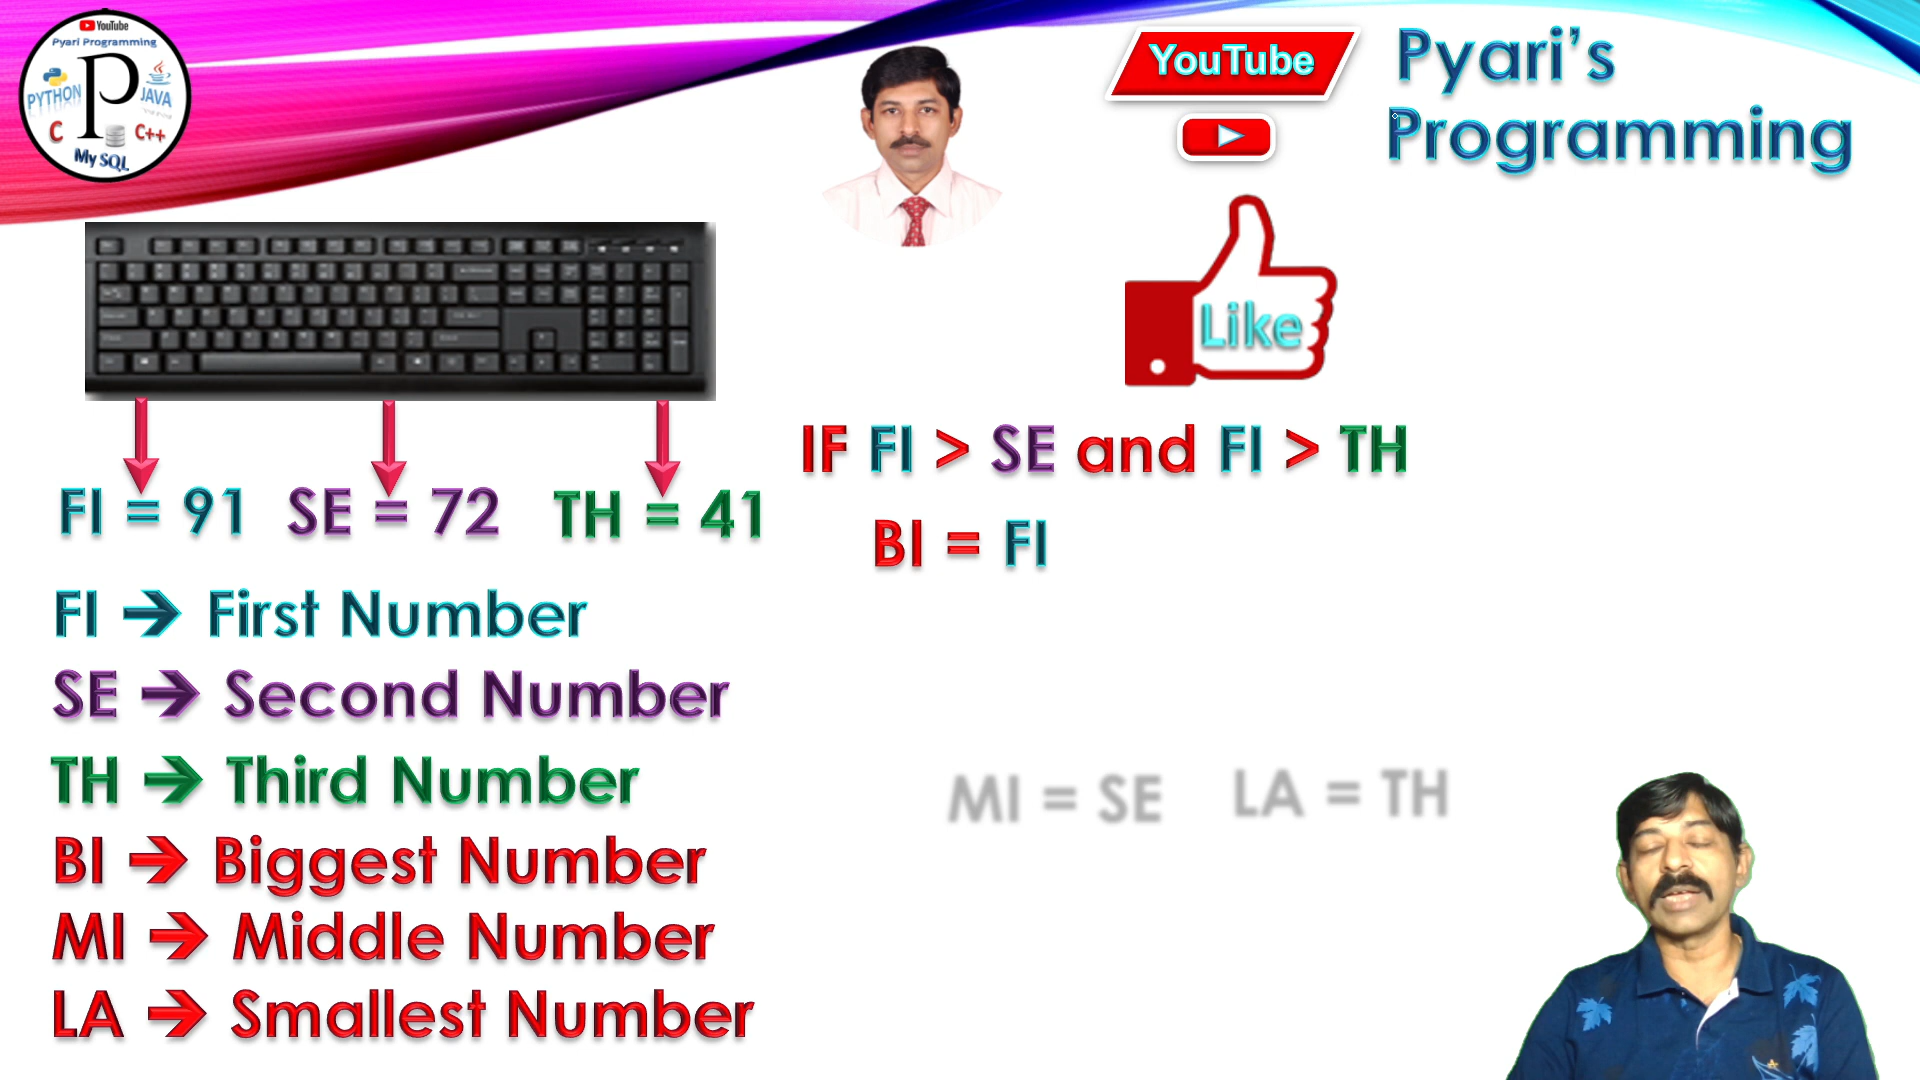 YouTube
Pyari Programming
PYTHON
JAVA
P
C
C++
My SQL
YouTube
Pyari's
Programming
Like
FI = 91 SE = 72 TH = 41
FI ➔ First Number
SE ➔ Second Number
TH ➔ Third Number
BI ➔ Biggest Number
MI ➔ Middle Number
LA ➔ Smallest Number
IF FI > SE and FI > TH
BI = FI
MI = SE LA = TH